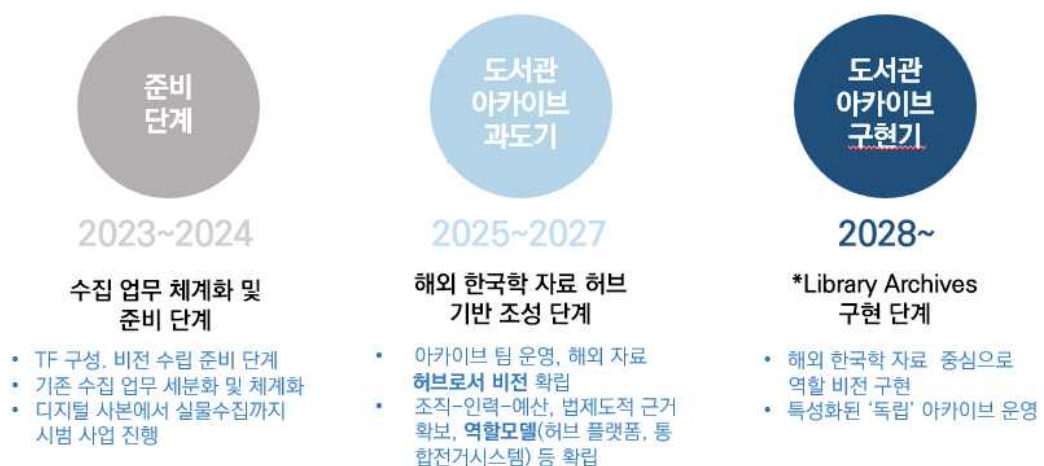 준비
단계
2023~2024
수집 업무 체계화 및
준비 단계
• TF 구성. 비전 수립 준비 단계
• 기존 수집 업무 세분화 및 체계화
• 디지털 사본에서 실물수집까지
시범 사업 진행
도서관
아카이브
과도기
2025~2027
해외 한국학 자료 허브
기반 조성 단계
• 아카이브 팀 운영, 해외 자료
허브로서 비전 확립
• 조직-인력-예산, 법제도적 근거
확보, 역할모델(허브 플랫폼, 통
합전거시스템) 등 확립
도서관
아카이브
구현기
2028~
*Library Archives
구현 단계
• 해외 한국학 자료 중심으로
역할 비전 구현
• 특성화된 ‘독립’ 아카이브 운영